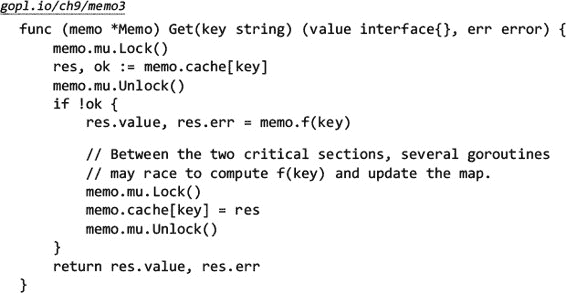 gopl.io/ch9/memo3
func (memo *Memo) Get(key string) (value interface{}, err error) {
    memo.mu.Lock()
    res, ok := memo.cache[key]
    memo.mu.Unlock()
    if !ok {
        res.value, res.err = memo.f(key)

        // Between the two critical sections, several goroutines
        // may race to compute f(key) and update the map.
        memo.mu.Lock()
        memo.cache[key] = res
        memo.mu.Unlock()
    }
    return res.value, res.err
}